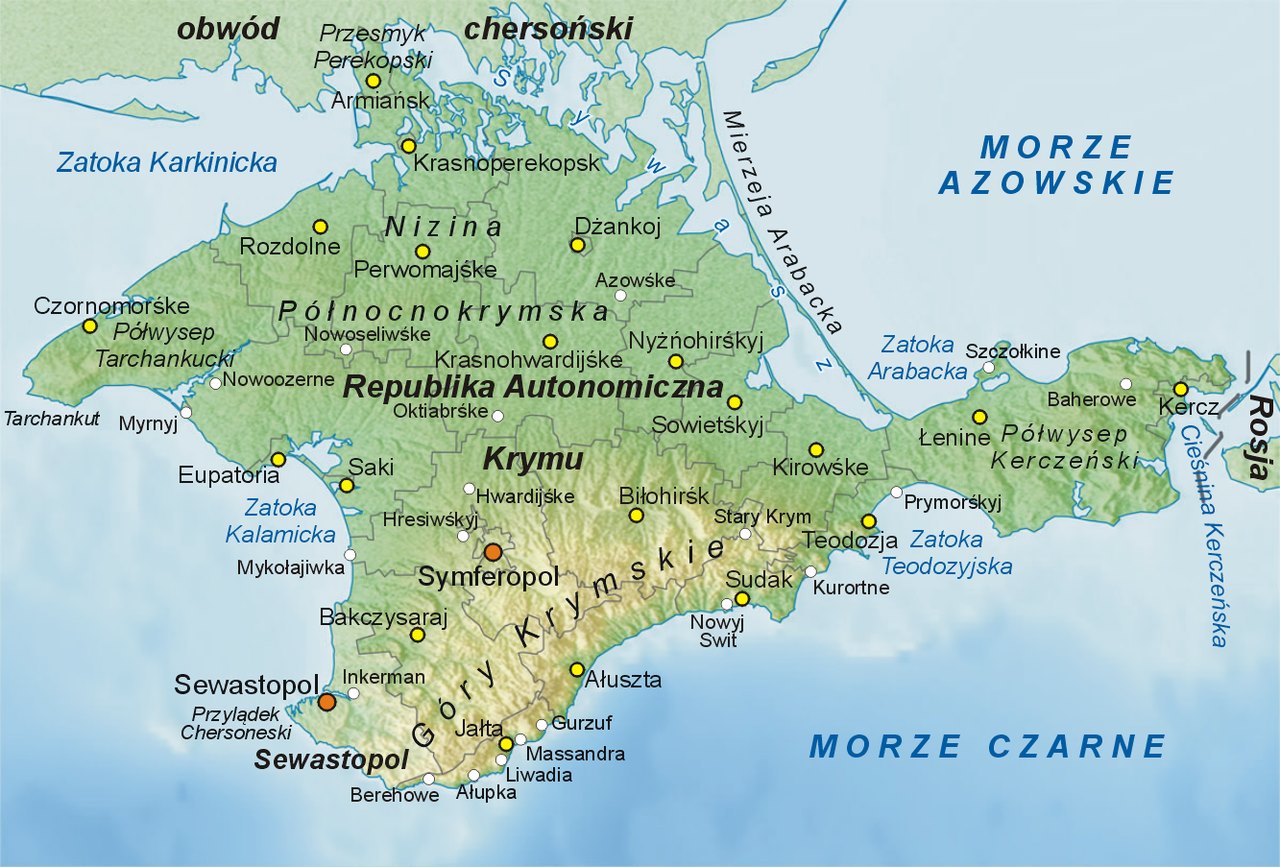 obwód
chersoński
Przesmyk
Perekopski
Armiańsk
Krasnoperekopsk
Zatoka Karkinicka
Sywasz
Mierzeja Arabacka
MORZE
AZOWSKIE
Nizina
Rozdolne
Perwomajśke
Dżankoj
Azowśke
Czornomorśke
Północnokrymska
Półwysep
Tarchankucki
Nowoseliwśke
Krasnohwardijśke
Nyżńohirśkyj
Zatoka
Arabacka
Szczołkine
Nowoozerne
Republika Autonomiczna
Baherowe
Kercz
Rosja
Tarchankut
Myrnyj
Oktiabrśke
Sowietśkyj
Łenine
Półwysep
Kerczeński
Cieśnina Kerczeńska
Krymu
Eupatoria
Saki
Kirowśke
Zatoka
Kalamicka
Hwardijśke
Biłohirśk
Prymorśkyj
Hresiwśkyj
Stary Krym
Teodozja
Zatoka
Teodozyjska
Mykołajiwka
Symferopol
Góry Krymskie
Sudak
Kurortne
Nowyj
Swit
Bakczysaraj
Sewastopol
Inkerman
Przylądek
Chersoneski
Ałuszta
Sewastopol
Jałta
Gurzuf
Massandra
Liwadia
MORZE CZARNE
Berehowe
Ałupka